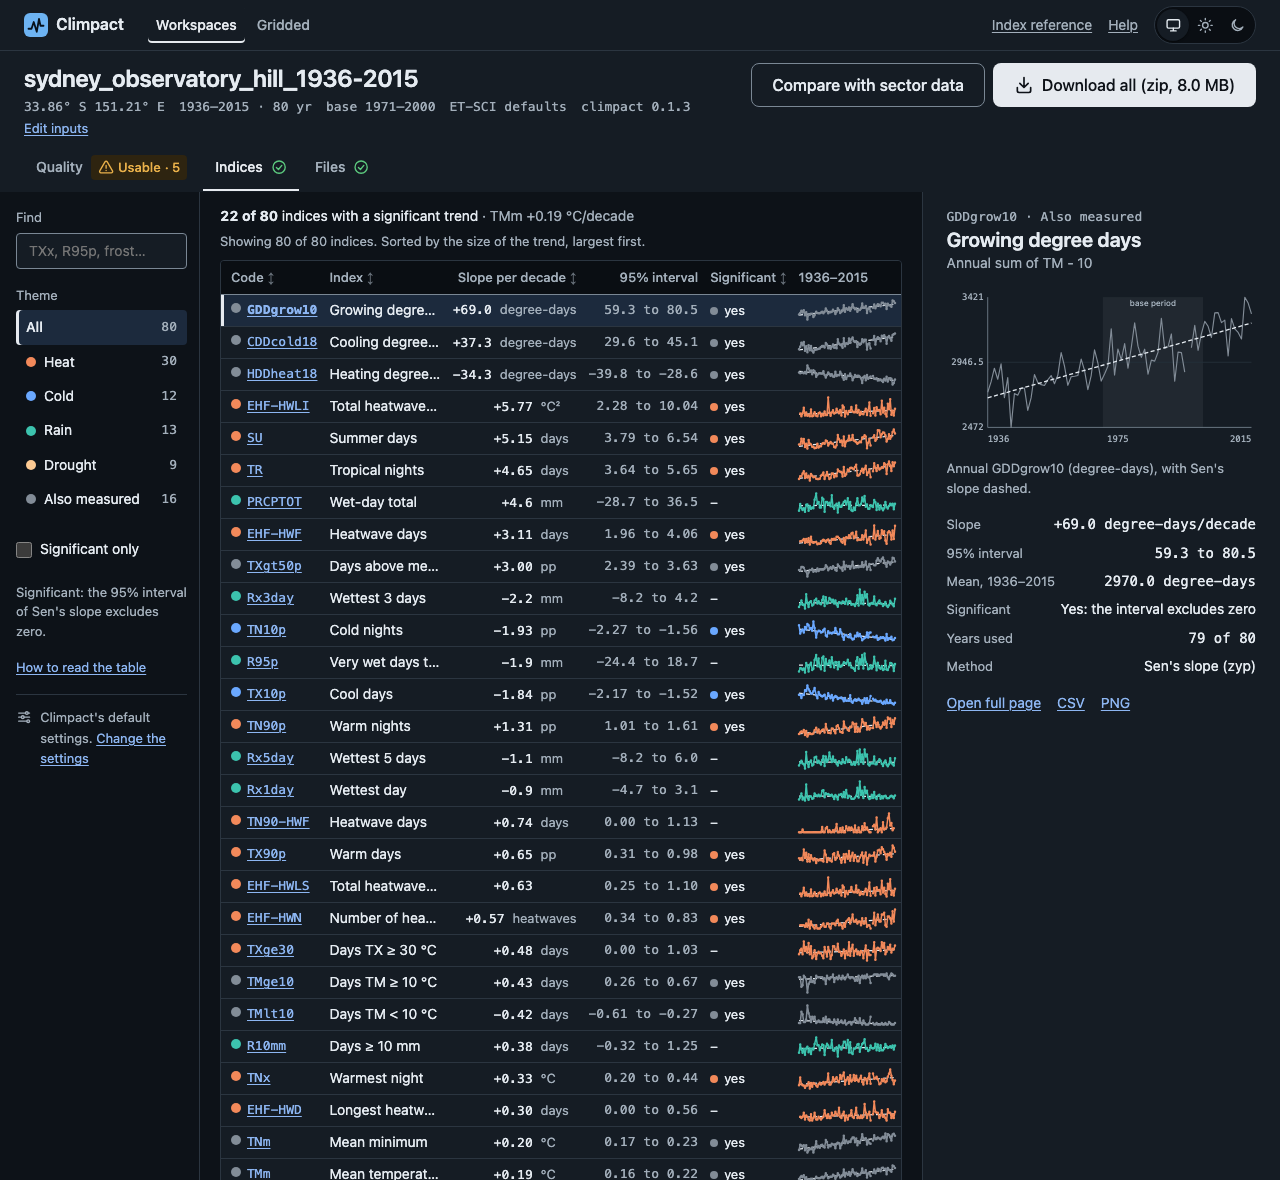 Climpact
Workspaces
Gridded
Index reference
Help
sydney_observatory_hill_1936-2015
33.86° S 151.21° E 1936–2015 · 80 yr base 1971–2000 ET-SCI defaults climpact 0.1.3
Edit inputs
Compare with sector data
Download all (zip, 8.0 MB)
Quality
Usable · 5
Indices
Files
Find
TXx, R95p, frost...
Theme
All 80
Heat 30
Cold 12
Rain 13
Drought 9
Also measured 16
Significant only
Significant: the 95% interval
of Sen's slope excludes
zero.
How to read the table
Climpact's default
settings. Change the
settings
22 of 80 indices with a significant trend · TMm +0.19 °C/decade
Showing 80 of 80 indices. Sorted by the size of the trend, largest first.
Code Index Slope per decade 95% interval Significant 1936–2015
GDDgrow10 Growing degre... +69.0 degree-days 59.3 to 80.5 yes
CDDcold18 Cooling degree... +37.3 degree-days 29.6 to 45.1 yes
HDDheat18 Heating degree... −34.3 degree-days −39.8 to −28.6 yes
EHF-HWLI Total heatwave... +5.77 °C² 2.28 to 10.04 yes
SU Summer days +5.15 days 3.79 to 6.54 yes
TR Tropical nights +4.65 days 3.64 to 5.65 yes
PRCPTOT Wet-day total +4.6 mm −28.7 to 36.5 –
EHF-HWF Heatwave days +3.11 days 1.96 to 4.06 yes
TXgt50p Days above me... +3.00 pp 2.39 to 3.63 yes
Rx3day Wettest 3 days −2.2 mm −8.2 to 4.2 –
TN10p Cold nights −1.93 pp −2.27 to −1.56 yes
R95p Very wet days t... −1.9 mm −24.4 to 18.7 –
TX10p Cool days −1.84 pp −2.17 to −1.52 yes
TN90p Warm nights +1.31 pp 1.01 to 1.61 yes
Rx5day Wettest 5 days −1.1 mm −8.2 to 6.0 –
Rx1day Wettest day −0.9 mm −4.7 to 3.1 –
TN90-HWF Heatwave days +0.74 days 0.00 to 1.13 –
TX90p Warm days +0.65 pp 0.31 to 0.98 yes
EHF-HWLS Total heatwave... +0.63 0.25 to 1.10 yes
EHF-HWN Number of hea... +0.57 heatwaves 0.34 to 0.83 yes
TXge30 Days TX ≥ 30 °C +0.48 days 0.00 to 1.03 –
TMge10 Days TM ≥ 10 °C +0.43 days 0.26 to 0.67 yes
TMlt10 Days TM < 10 °C −0.42 days −0.61 to −0.27 yes
R10mm Days ≥ 10 mm +0.38 days −0.32 to 1.25 –
TNx Warmest night +0.33 °C 0.20 to 0.44 yes
EHF-HWD Longest heatw... +0.30 days 0.00 to 0.56 –
TNm Mean minimum +0.20 °C 0.17 to 0.23 yes
TMm Mean temperat... +0.19 °C 0.16 to 0.22 yes
GDDgrow10 · Also measured
Growing degree days
Annual sum of TM - 10
3421
base period
2946.5
2472
1936 1975 2015
Annual GDDgrow10 (degree-days), with Sen's
slope dashed.
Slope +69.0 degree-days/decade
95% interval 59.3 to 80.5
Mean, 1936–2015 2970.0 degree-days
Significant Yes: the interval excludes zero
Years used 79 of 80
Method Sen's slope (zyp)
Open full page CSV PNG